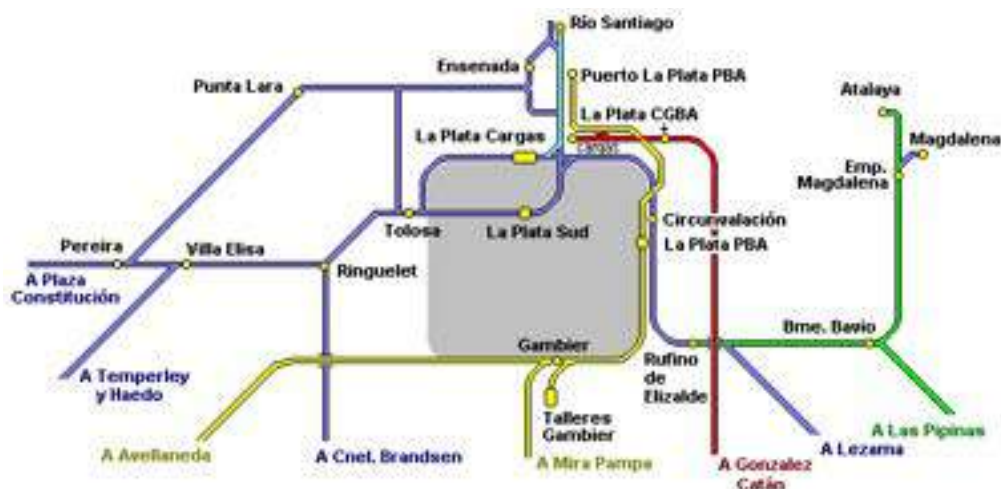 Río Santiago
Ensenada
Puerto La Plata PBA
Punta Lara
Atalaya
La Plata CGBA
La Plata Cargas
Cargas
Magdalena
Emp.
Magdalena
Tolosa
La Plata Sud
Circunvalación
La Plata PBA
Pereira
Villa Elisa
Ringuelet
A Plaza
Constitución
Gambier
Bme. Bavio
Rufino
de
Elizalde
A Temperley
y Haedo
Talleres
Gambier
A Las Pipinas
A Avellaneda
A Cnel. Brandsen
A Mira Pampa
A Gonzalez
Catán
A Lezama